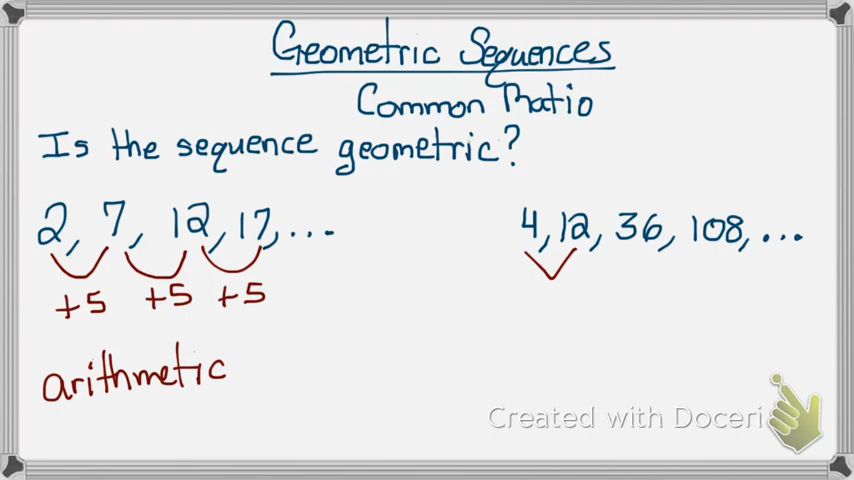 Geometric Sequences
Common Ratio
Is the sequence geometric?
2, 7, 12, 17, ...
4, 12, 36, 108, ...
+5 +5 +5
arithmetic
Created with Doceri